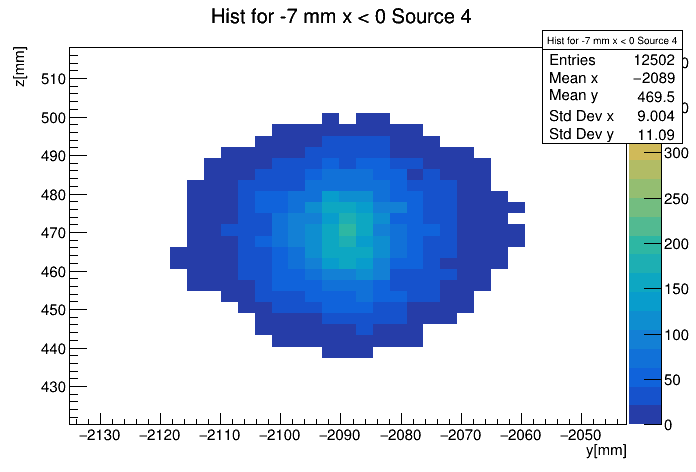 Hist for -7 mm x < 0 Source 4
Hist for -7 mm x < 0 Source 4
Entries 12502
Mean x −2089
Mean y 469.5
Std Dev x 9.004
Std Dev y 11.09
z[mm]
510
500
490
480
470
460
450
440
430
−2130 −2120 −2110 −2100 −2090 −2080 −2070 −2060 −2050
y[mm]
300
250
200
150
100
50
0